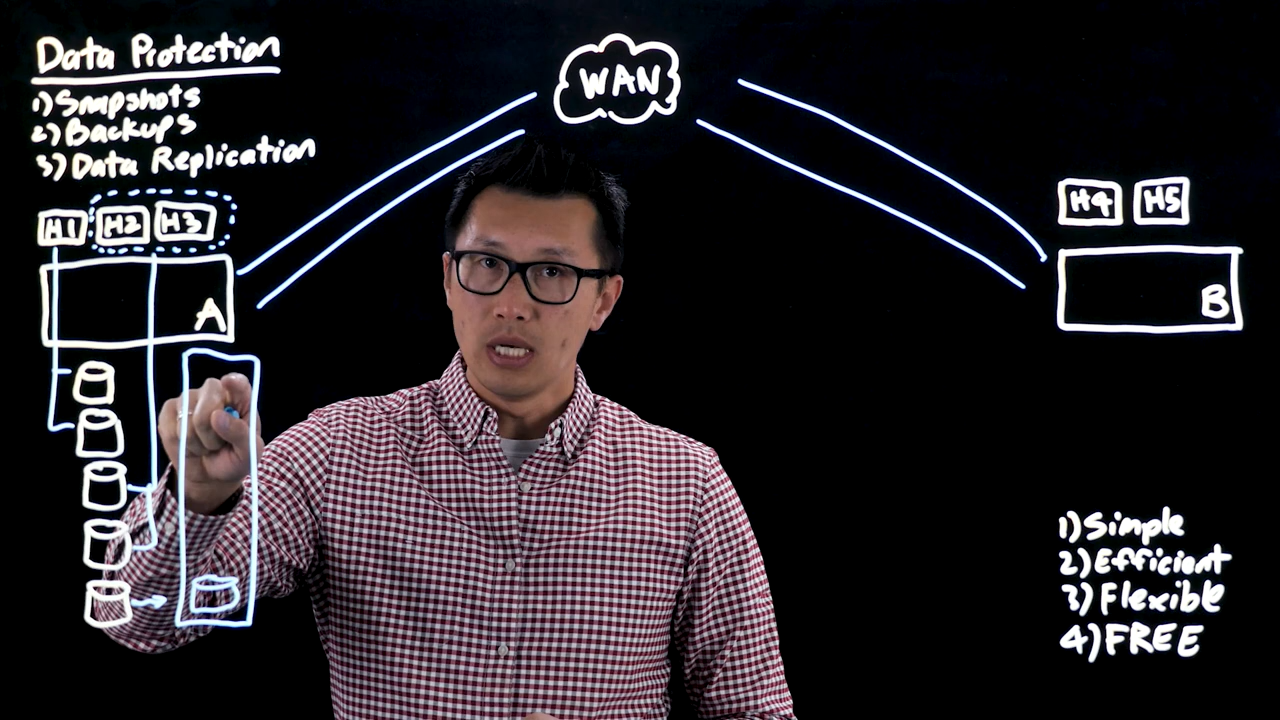 Data Protection
1) Snapshots
2) Backups
3) Data Replication
WAN
H1 H2 H3
A
H4 H5
B
1) Simple
2) Efficient
3) Flexible
4) FREE